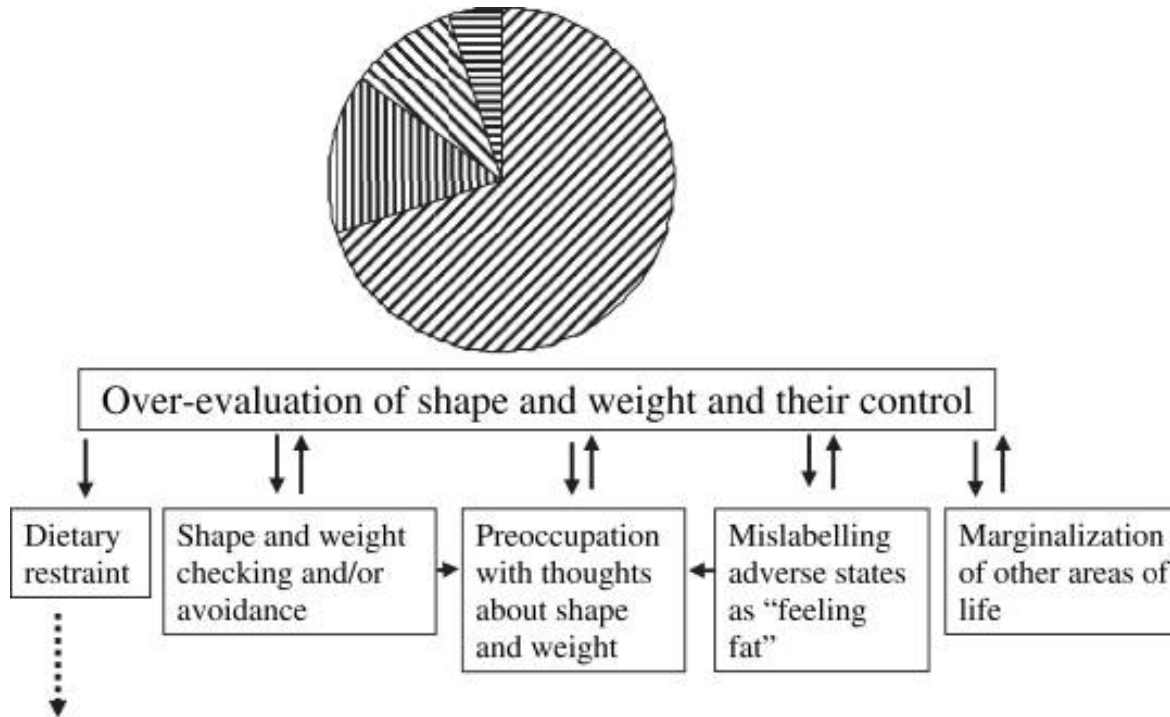 Over-evaluation of shape and weight and their control
Dietary
restraint
Shape and weight
checking and/or
avoidance
Preoccupation
with thoughts
about shape
and weight
Mislabelling
adverse states
as “feeling
fat”
Marginalization
of other areas of
life